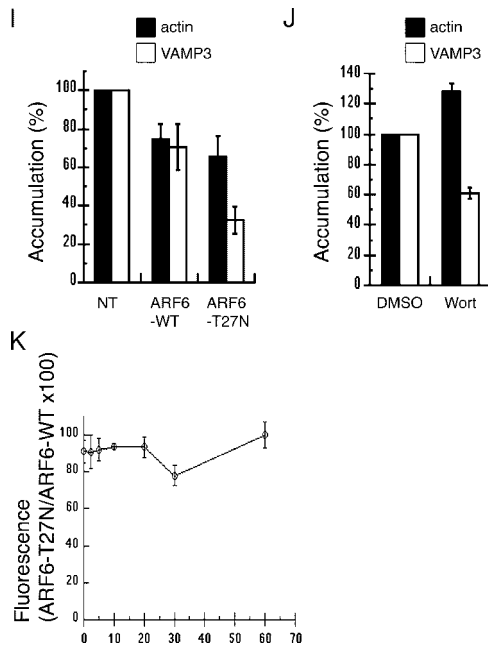 I
actin
VAMP3
Accumulation (%)
100
80
60
40
20
0
NT
ARF6
-WT
ARF6
-T27N
J
actin
VAMP3
Accumulation (%)
140
120
100
80
60
40
20
0
DMSO
Wort
K
Fluorescence
(ARF6-T27N/ARF6-WT x100)
100
80
60
40
20
0
0 10 20 30 40 50 60 70